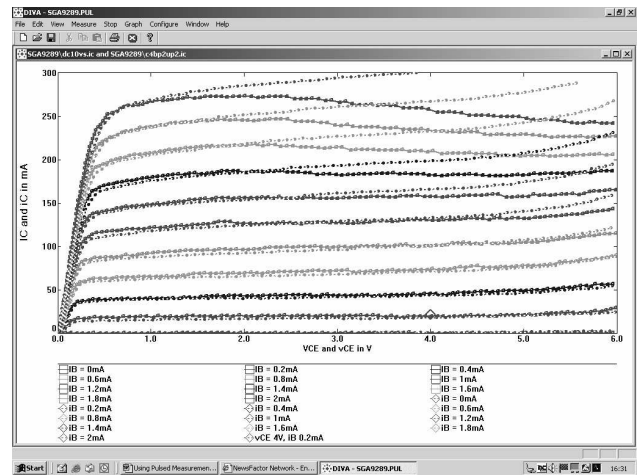 DIVA - SGA9289.PUL
File Edit View Measure Stop Graph Configure Window Help
SGA9289\dc10vs.ic and SGA9289\c4bp2up2.ic
IC and iC in mA
300
250
200
150
100
50
0
0.0 1.0 2.0 3.0 4.0 5.0 6.0
VCE and vCE in V
IB = 0mA IB = 0.2mA IB = 0.4mA
IB = 0.6mA IB = 0.8mA IB = 1mA
IB = 1.2mA IB = 1.4mA IB = 1.6mA
IB = 1.8mA IB = 2mA iB = 0mA
iB = 0.2mA iB = 0.4mA iB = 0.6mA
iB = 0.8mA iB = 1mA iB = 1.2mA
iB = 1.4mA iB = 1.6mA iB = 1.8mA
iB = 2mA vCE 4V, iB 0.2mA
Start Using Pulsed Measuremen... NewsFactor Network - En... DIVA - SGA9289.PUL 16:31